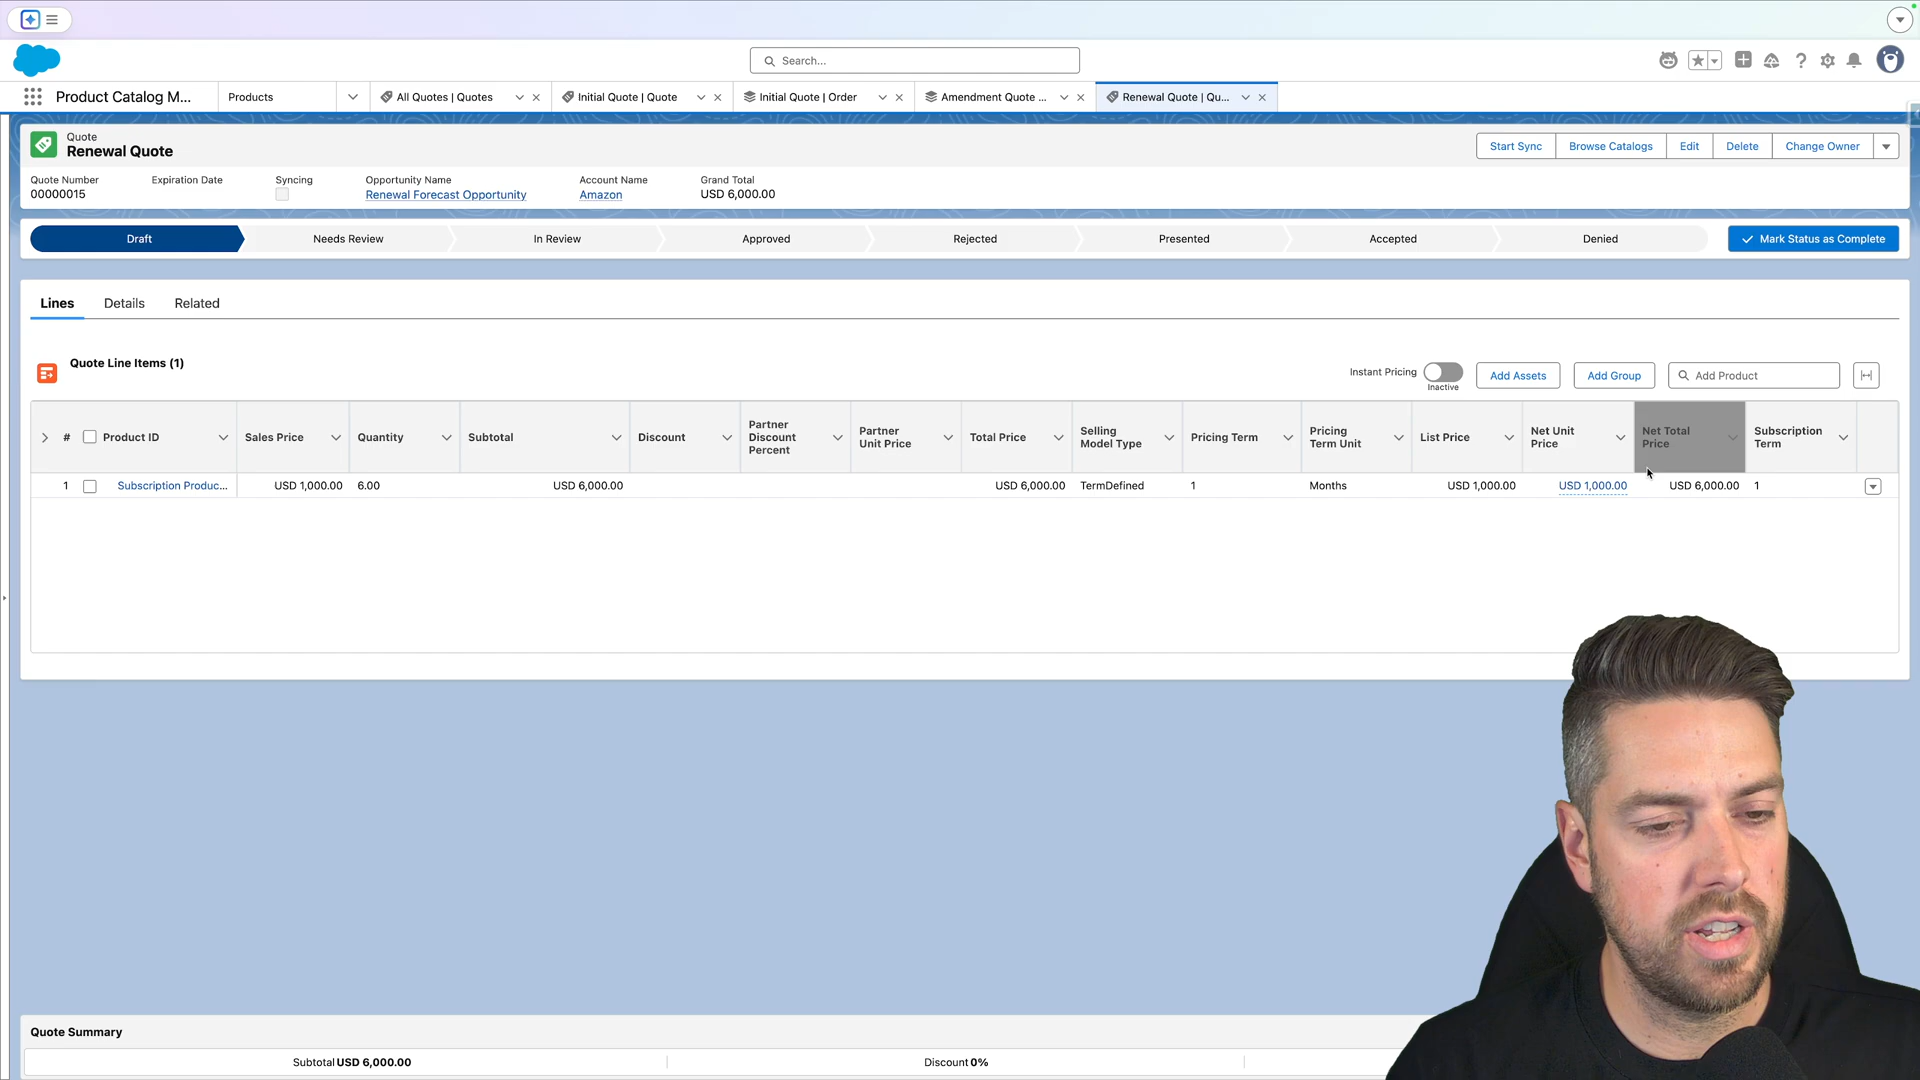 Search...
Product Catalog M...
Products
All Quotes | Quotes
Initial Quote | Quote
Initial Quote | Order
Amendment Quote ...
Renewal Quote | Qu...
Quote
Renewal Quote
Start Sync
Browse Catalogs
Edit
Delete
Change Owner
Quote Number
Expiration Date
Syncing
Opportunity Name
Account Name
Grand Total
00000015
Renewal Forecast Opportunity
Amazon
USD 6,000.00
Draft
Needs Review
In Review
Approved
Rejected
Presented
Accepted
Denied
Mark Status as Complete
Lines
Details
Related
Quote Line Items (1)
Instant Pricing
Inactive
Add Assets
Add Group
Add Product
#
Product ID
Sales Price
Quantity
Subtotal
Discount
Partner
Discount
Percent
Partner
Unit Price
Total Price
Selling
Model Type
Pricing Term
Pricing
Term Unit
List Price
Net Unit
Price
Net Total
Price
Subscription
Term
1
Subscription Produc...
USD 1,000.00
6.00
USD 6,000.00
USD 6,000.00
TermDefined
1
Months
USD 1,000.00
USD 1,000.00
USD 6,000.00
1
Quote Summary
Subtotal USD 6,000.00
Discount 0%